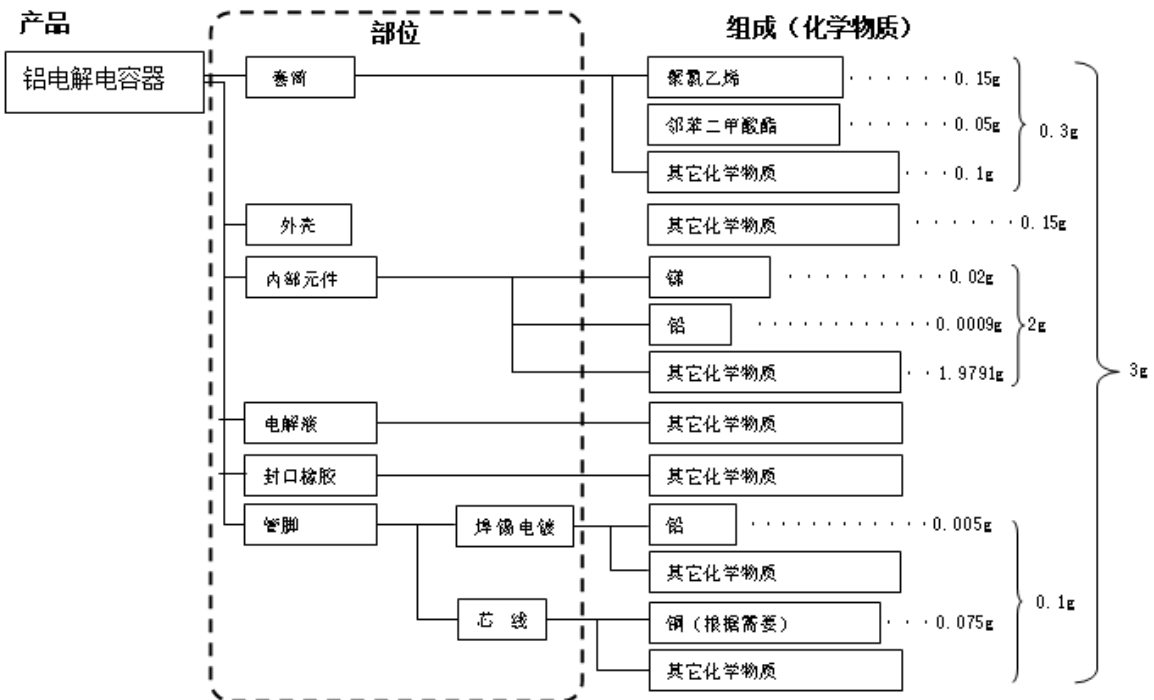 产品
部位
组成（化学物质）
铝电解电容器
套筒
聚氯乙烯
······0.15g
邻苯二甲酸酯
······0.05g
其它化学物质
···0.1g
0.3g
外壳
其它化学物质
······0.15g
内部元件
锑
·········0.02g
铅
···········0.0009g
其它化学物质
··1.9791g
2g
3g
电解液
其它化学物质
封口橡胶
其它化学物质
管脚
焊锡电镀
铅
············0.005g
其它化学物质
芯 线
铜（根据需要）
···0.075g
其它化学物质
0.1g